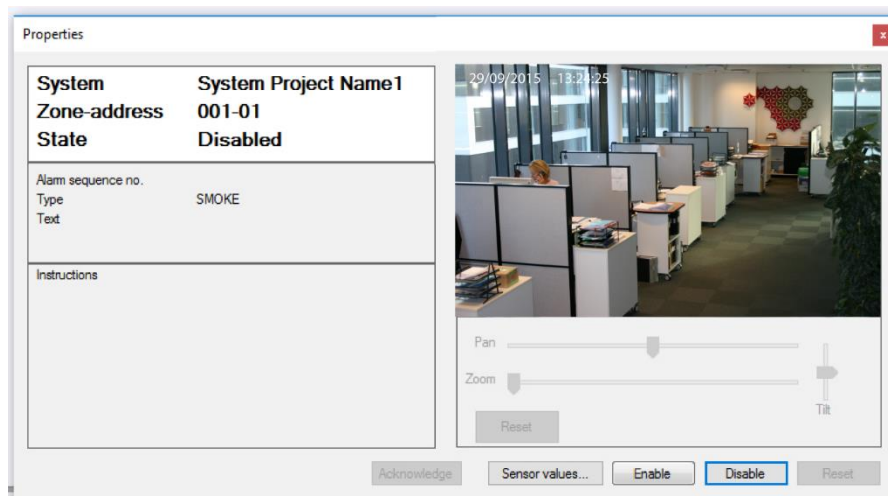 Properties
x
System System Project Name1
Zone-address 001-01
State Disabled
Alarm sequence no.
Type SMOKE
Text
Instructions
29/09/2015 13:24:25
Pan
Zoom
Tilt
Reset
Acknowledge Sensor values... Enable Disable Reset